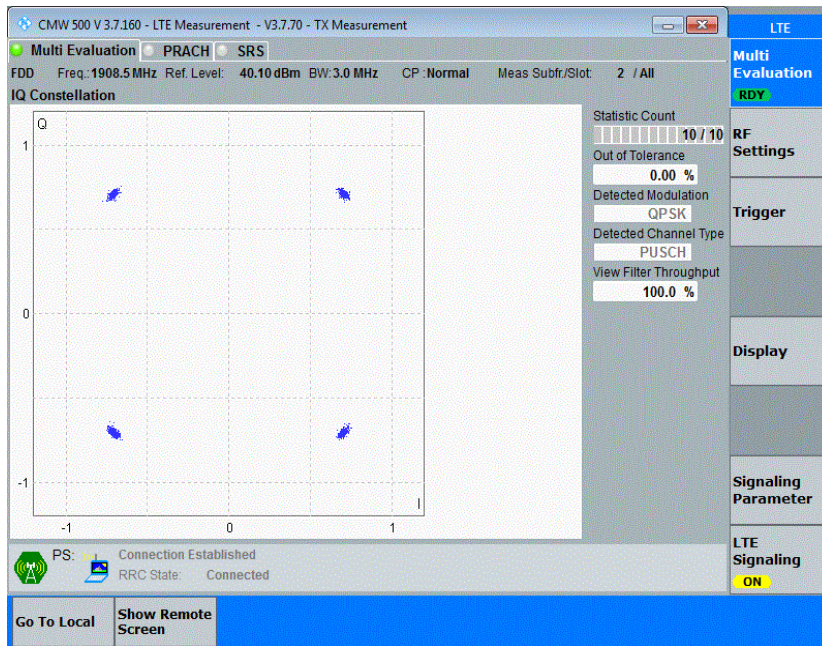 CMW 500 V 3.7.160 - LTE Measurement - V3.7.70 - TX Measurement
LTE
Multi Evaluation PRACH SRS
Multi
Evaluation
RDY
FDD Freq.:1908.5 MHz Ref. Level: 40.10 dBm BW:3.0 MHz CP :Normal Meas Subfr./Slot: 2 / All
IQ Constellation
Q
1
0
-1
-1 0 1
I
Statistic Count
10 / 10
Out of Tolerance
0.00 %
Detected Modulation
QPSK
Detected Channel Type
PUSCH
View Filter Throughput
100.0 %
RF
Settings
Trigger
Display
Signaling
Parameter
LTE
Signaling
ON
PS: Connection Established
RRC State: Connected
Go To Local
Show Remote
Screen